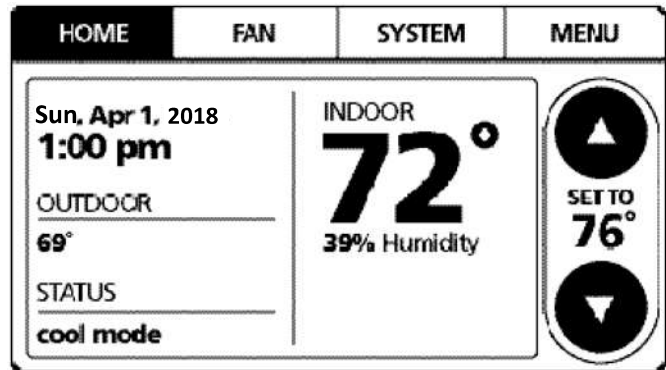 HOME FAN SYSTEM MENU
Sun, Apr 1, 2018
1:00 pm
OUTDOOR
69°
STATUS
cool mode
INDOOR
72°
39% Humidity
SET TO
76°